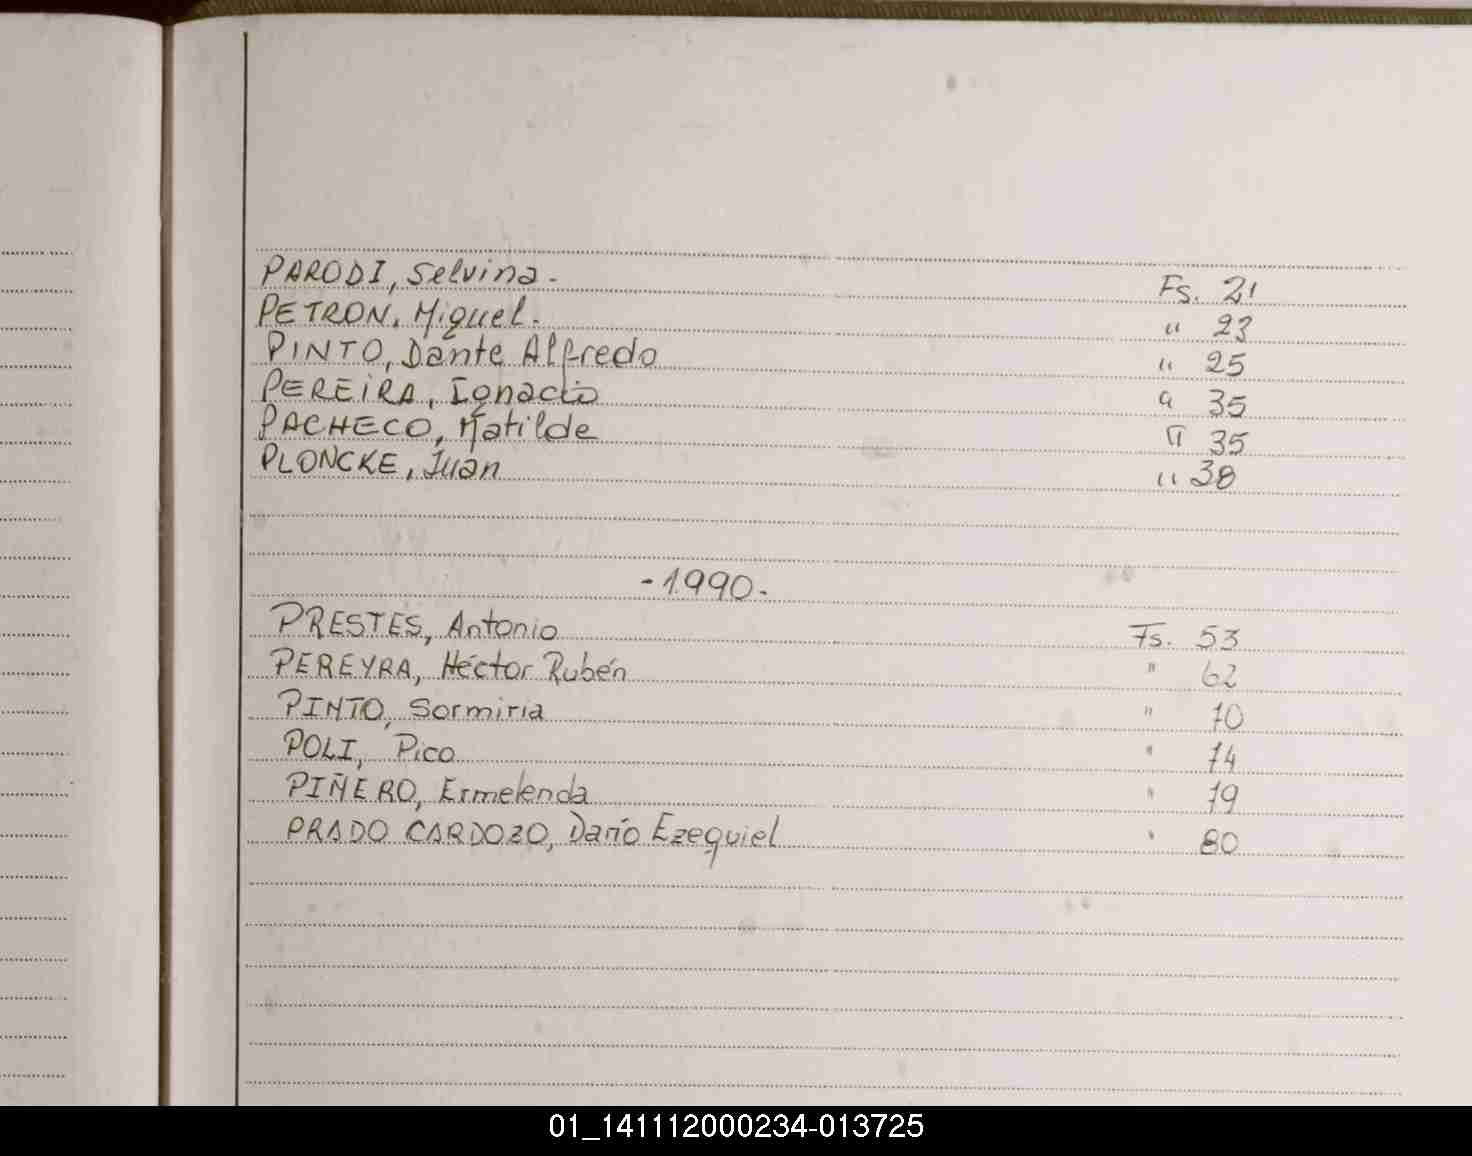 PARODI, Selvina. Fs. 21
PETRON, Miguel. " 23
PINTO, Dante Alfredo " 25
PEREIRA, Ignacio " 35
PACHECO, Matilde " 35
PLONCKE, Juan " 38
-1990-
PRESTES, Antonio Fs. 53
PEREYRA, Héctor Rubén " 62
PINTO, Sormiria " 70
POLI, Pico " 74
PIÑERO, Ermelenda " 79
PRADO CARDOZO, Darío Ezequiel " 80
01_141112000234-013725